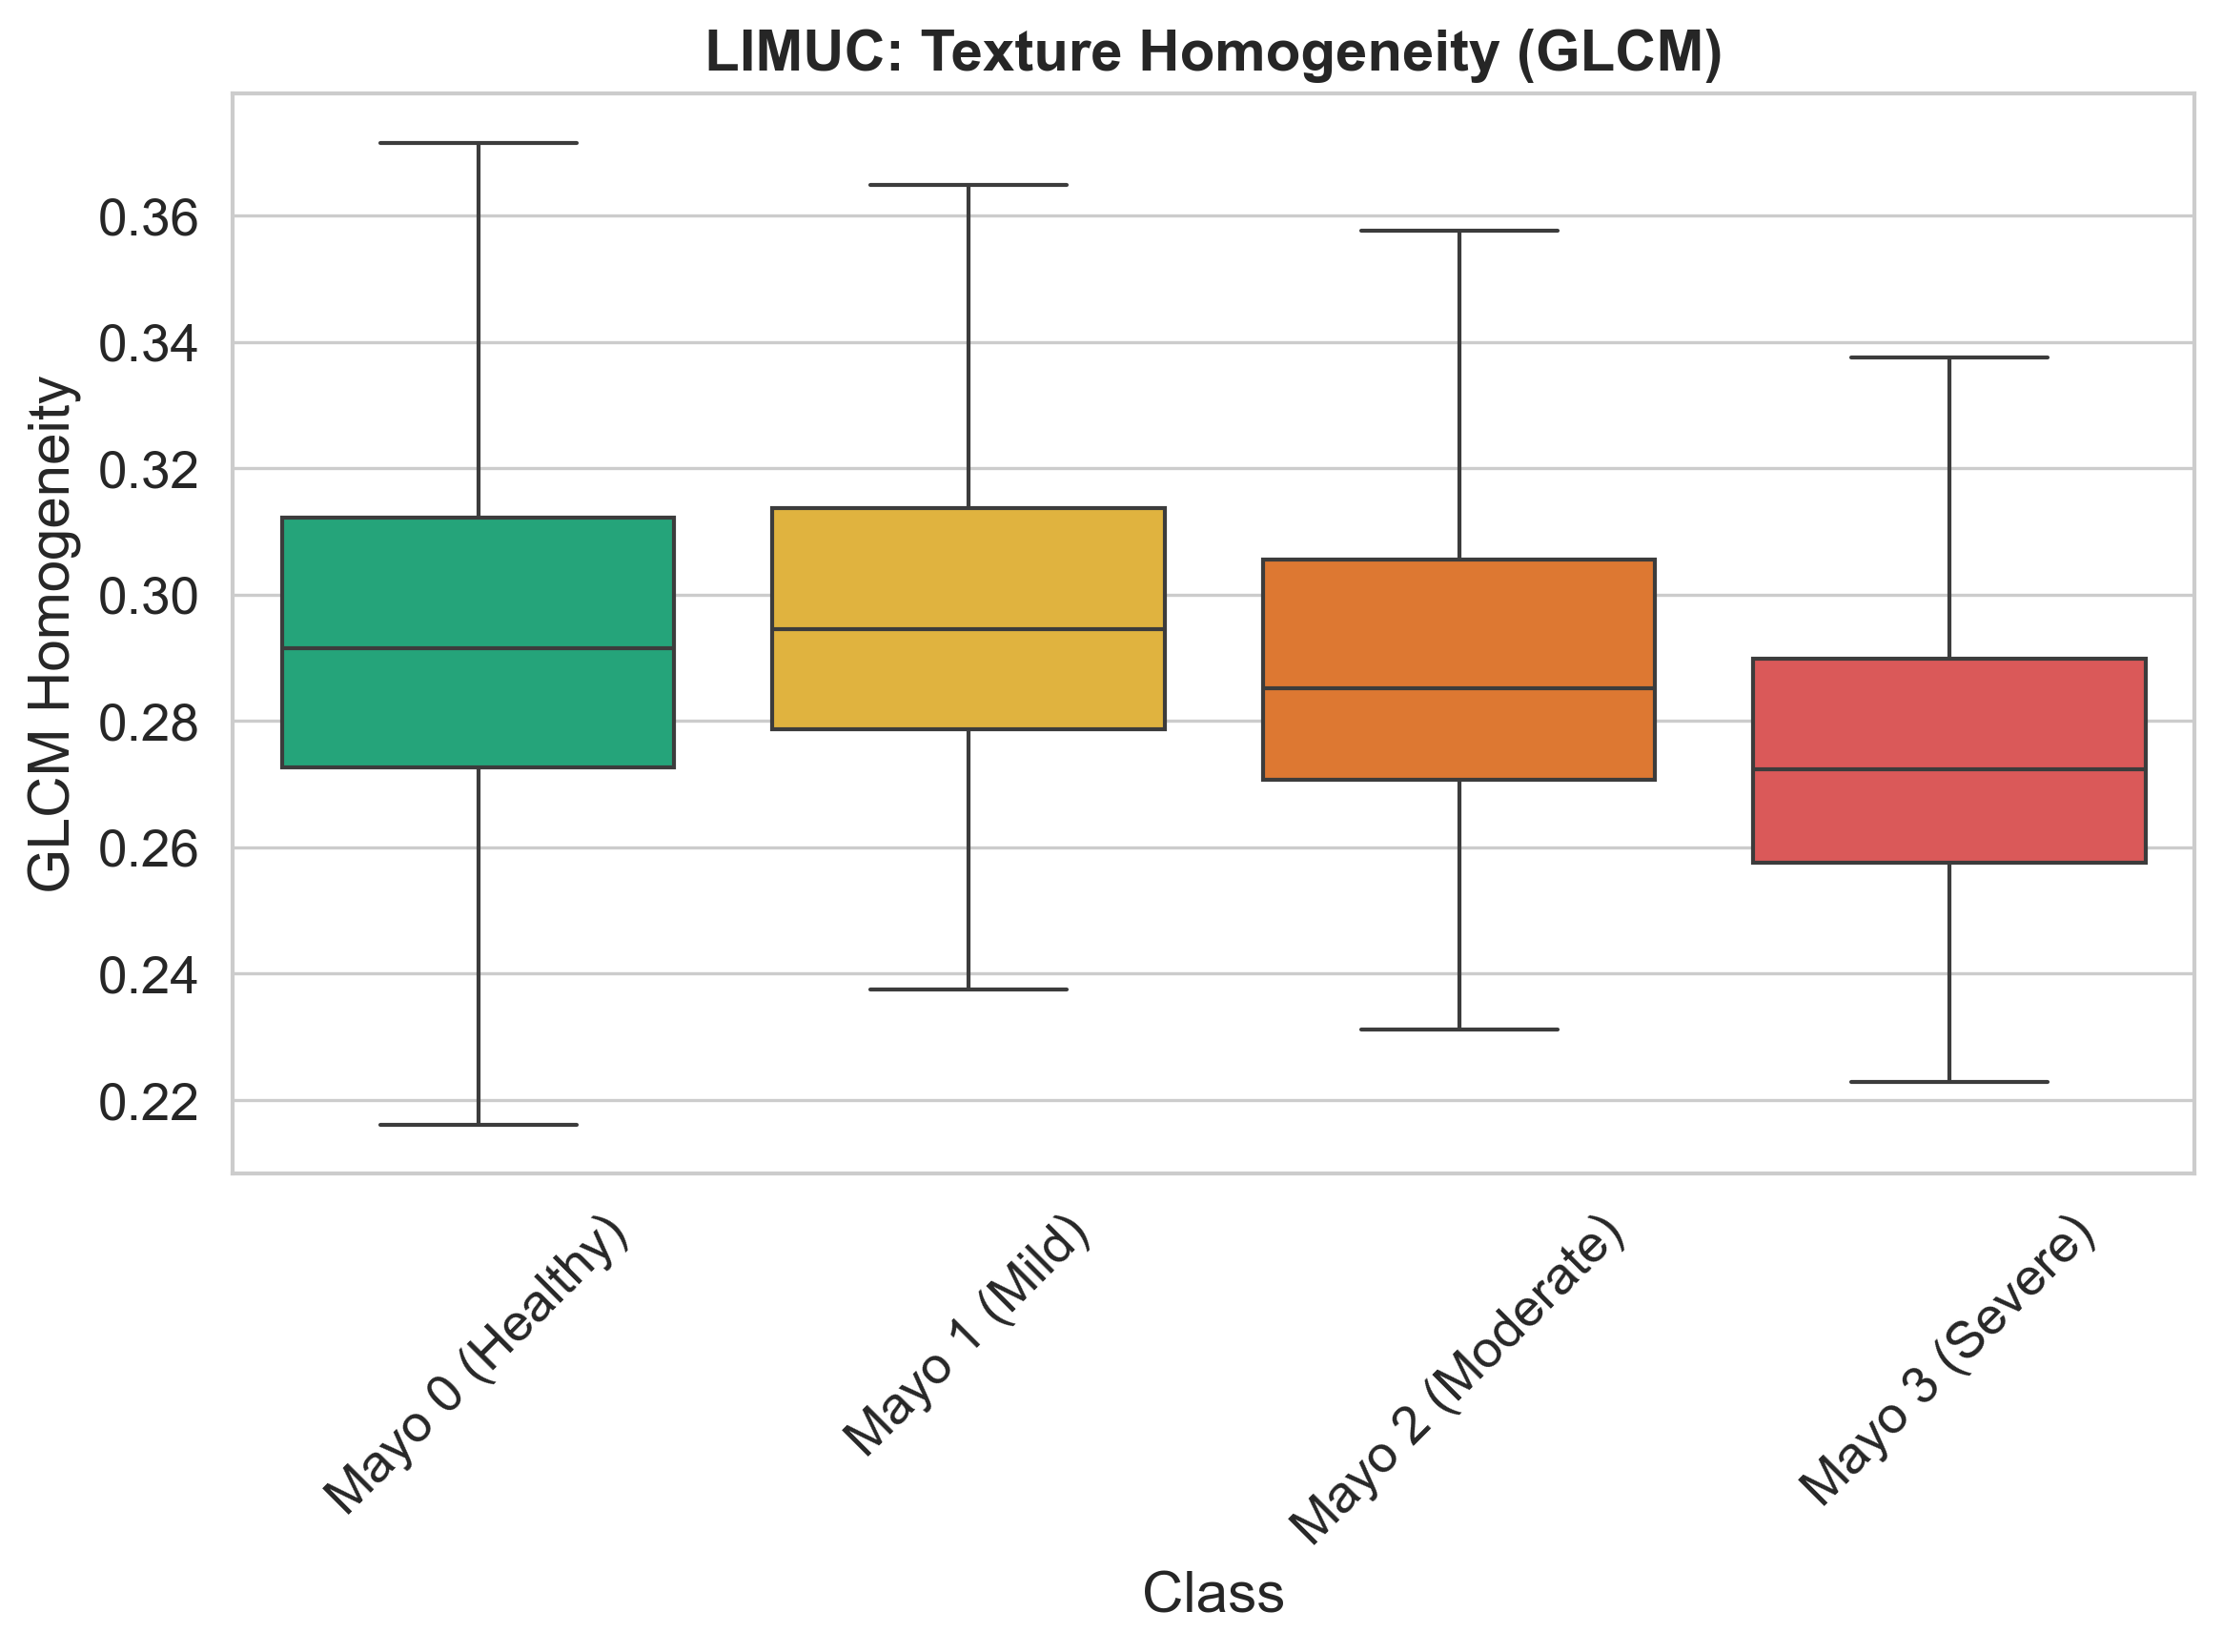 LIMUC: Texture Homogeneity (GLCM)
GLCM Homogeneity
0.36
0.34
0.32
0.30
0.28
0.26
0.24
0.22
Mayo 0 (Healthy)
Mayo 1 (Mild)
Mayo 2 (Moderate)
Mayo 3 (Severe)
Class